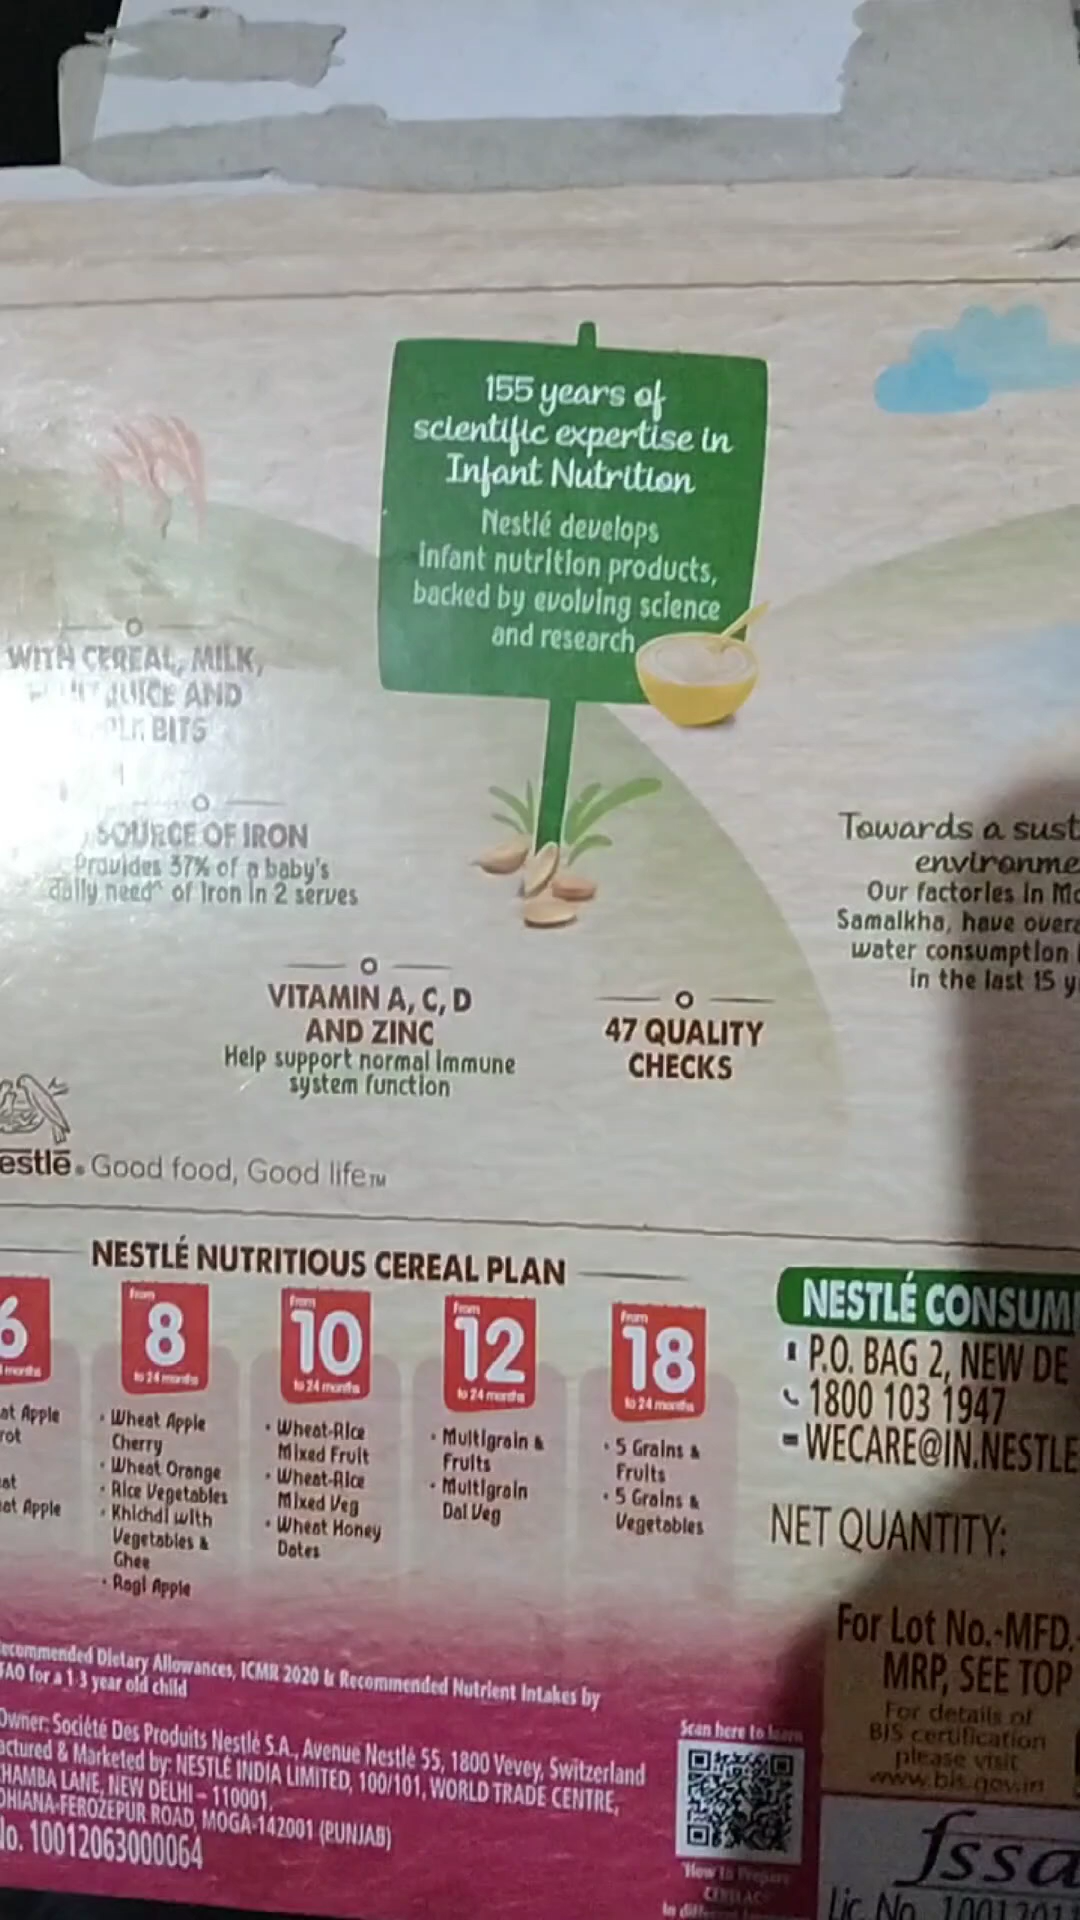 155 years of
scientific expertise in
Infant Nutrition
Nestlé develops
infant nutrition products,
backed by evolving science
and research
WITH CEREAL, MILK,
JUICE AND
BITS
SOURCE OF IRON
Provides 37% of a baby's
daily need^ of Iron in 2 serves
VITAMIN A, C, D
AND ZINC
Help support normal immune
system function
47 QUALITY
CHECKS
Towards a sust
environme
Our factories in Mo
Samalkha, have overa
water consumption
in the last 15 y
estlé. Good food, Good life™
NESTLÉ NUTRITIOUS CEREAL PLAN
6
months
at Apple
rot
at
at Apple
from
8
to 24 months
• Wheat Apple
Cherry
• Wheat Orange
• Rice Vegetables
• Khichdi with
Vegetables &
Ghee
• Ragi Apple
from
10
to 24 months
• Wheat-Rice
Mixed Fruit
• Wheat-Rice
Mixed Veg
• Wheat Honey
Dates
from
12
to 24 months
• Multigrain &
Fruits
• Multigrain
Dal Veg
from
18
to 24 months
• 5 Grains &
Fruits
• 5 Grains &
Vegetables
NESTLÉ CONSUM
P.O. BAG 2, NEW DE
1800 103 1947
WECARE@IN.NESTLE
NET QUANTITY:
For Lot No.-MFD.
MRP, SEE TOP
For details of
BIS certification
please visit
www.bis.gov.in
ecommended Dietary Allowances, ICMR 2020 & Recommended Nutrient Intakes by
FAO for a 1-3 year old child
Owner: Société Des Produits Nestlé S.A., Avenue Nestlé 55, 1800 Vevey, Switzerland
actured & Marketed by: NESTLÉ INDIA LIMITED, 100/101, WORLD TRADE CENTRE,
HAMBA LANE, NEW DELHI – 110001.
DHIANA-FEROZEPUR ROAD, MOGA-142001 (PUNJAB)
No. 10012063000064
Scan here to learn
How to Prepare
CERELAC
fssa
Lic. No.